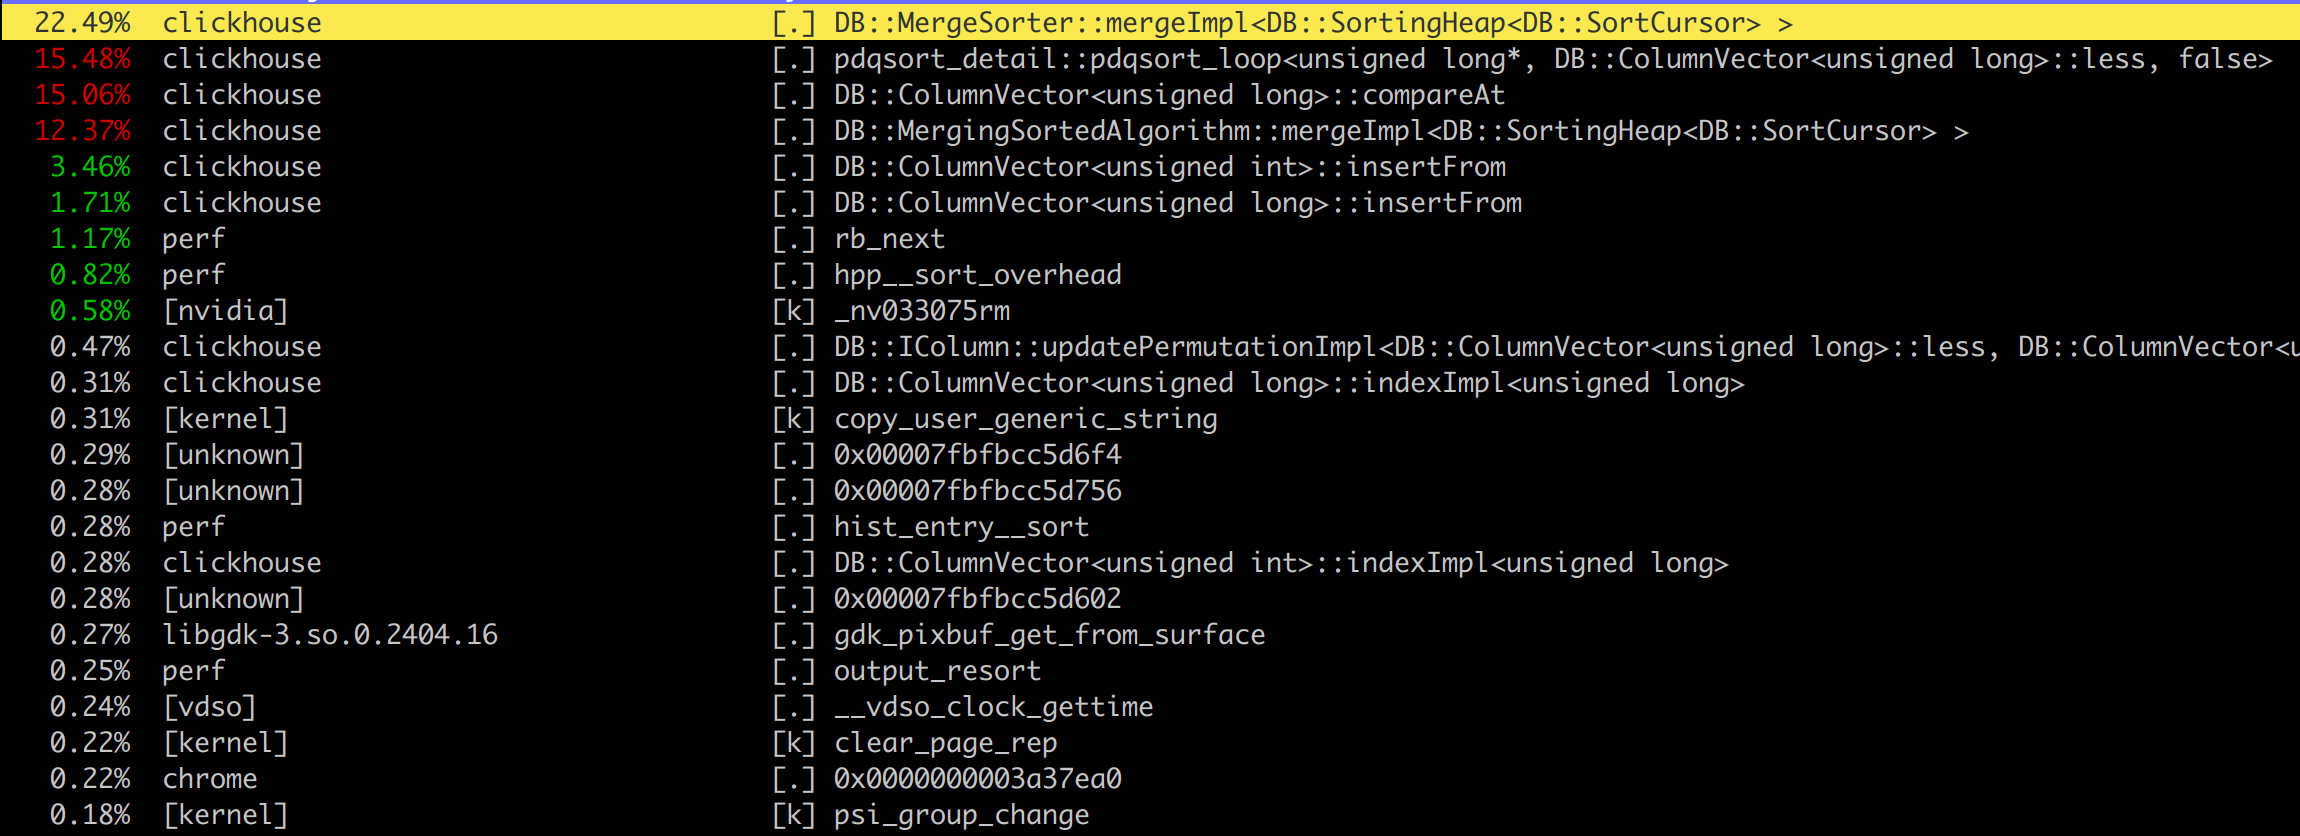 22.49% clickhouse [.] DB::MergeSorter::mergeImpl<DB::SortingHeap<DB::SortCursor> >
15.48% clickhouse [.] pdqsort_detail::pdqsort_loop<unsigned long*, DB::ColumnVector<unsigned long>::less, false>
15.06% clickhouse [.] DB::ColumnVector<unsigned long>::compareAt
12.37% clickhouse [.] DB::MergingSortedAlgorithm::mergeImpl<DB::SortingHeap<DB::SortCursor> >
3.46% clickhouse [.] DB::ColumnVector<unsigned int>::insertFrom
1.71% clickhouse [.] DB::ColumnVector<unsigned long>::insertFrom
1.17% perf [.] rb_next
0.82% perf [.] hpp__sort_overhead
0.58% [nvidia] [k] _nv033075rm
0.47% clickhouse [.] DB::IColumn::updatePermutationImpl<DB::ColumnVector<unsigned long>::less, DB::ColumnVector<u
0.31% clickhouse [.] DB::ColumnVector<unsigned long>::indexImpl<unsigned long>
0.31% [kernel] [k] copy_user_generic_string
0.29% [unknown] [.] 0x00007fbfbcc5d6f4
0.28% [unknown] [.] 0x00007fbfbcc5d756
0.28% perf [.] hist_entry__sort
0.28% clickhouse [.] DB::ColumnVector<unsigned int>::indexImpl<unsigned long>
0.28% [unknown] [.] 0x00007fbfbcc5d602
0.27% libgdk-3.so.0.2404.16 [.] gdk_pixbuf_get_from_surface
0.25% perf [.] output_resort
0.24% [vdso] [.] __vdso_clock_gettime
0.22% [kernel] [k] clear_page_rep
0.22% chrome [.] 0x0000000003a37ea0
0.18% [kernel] [k] psi_group_change